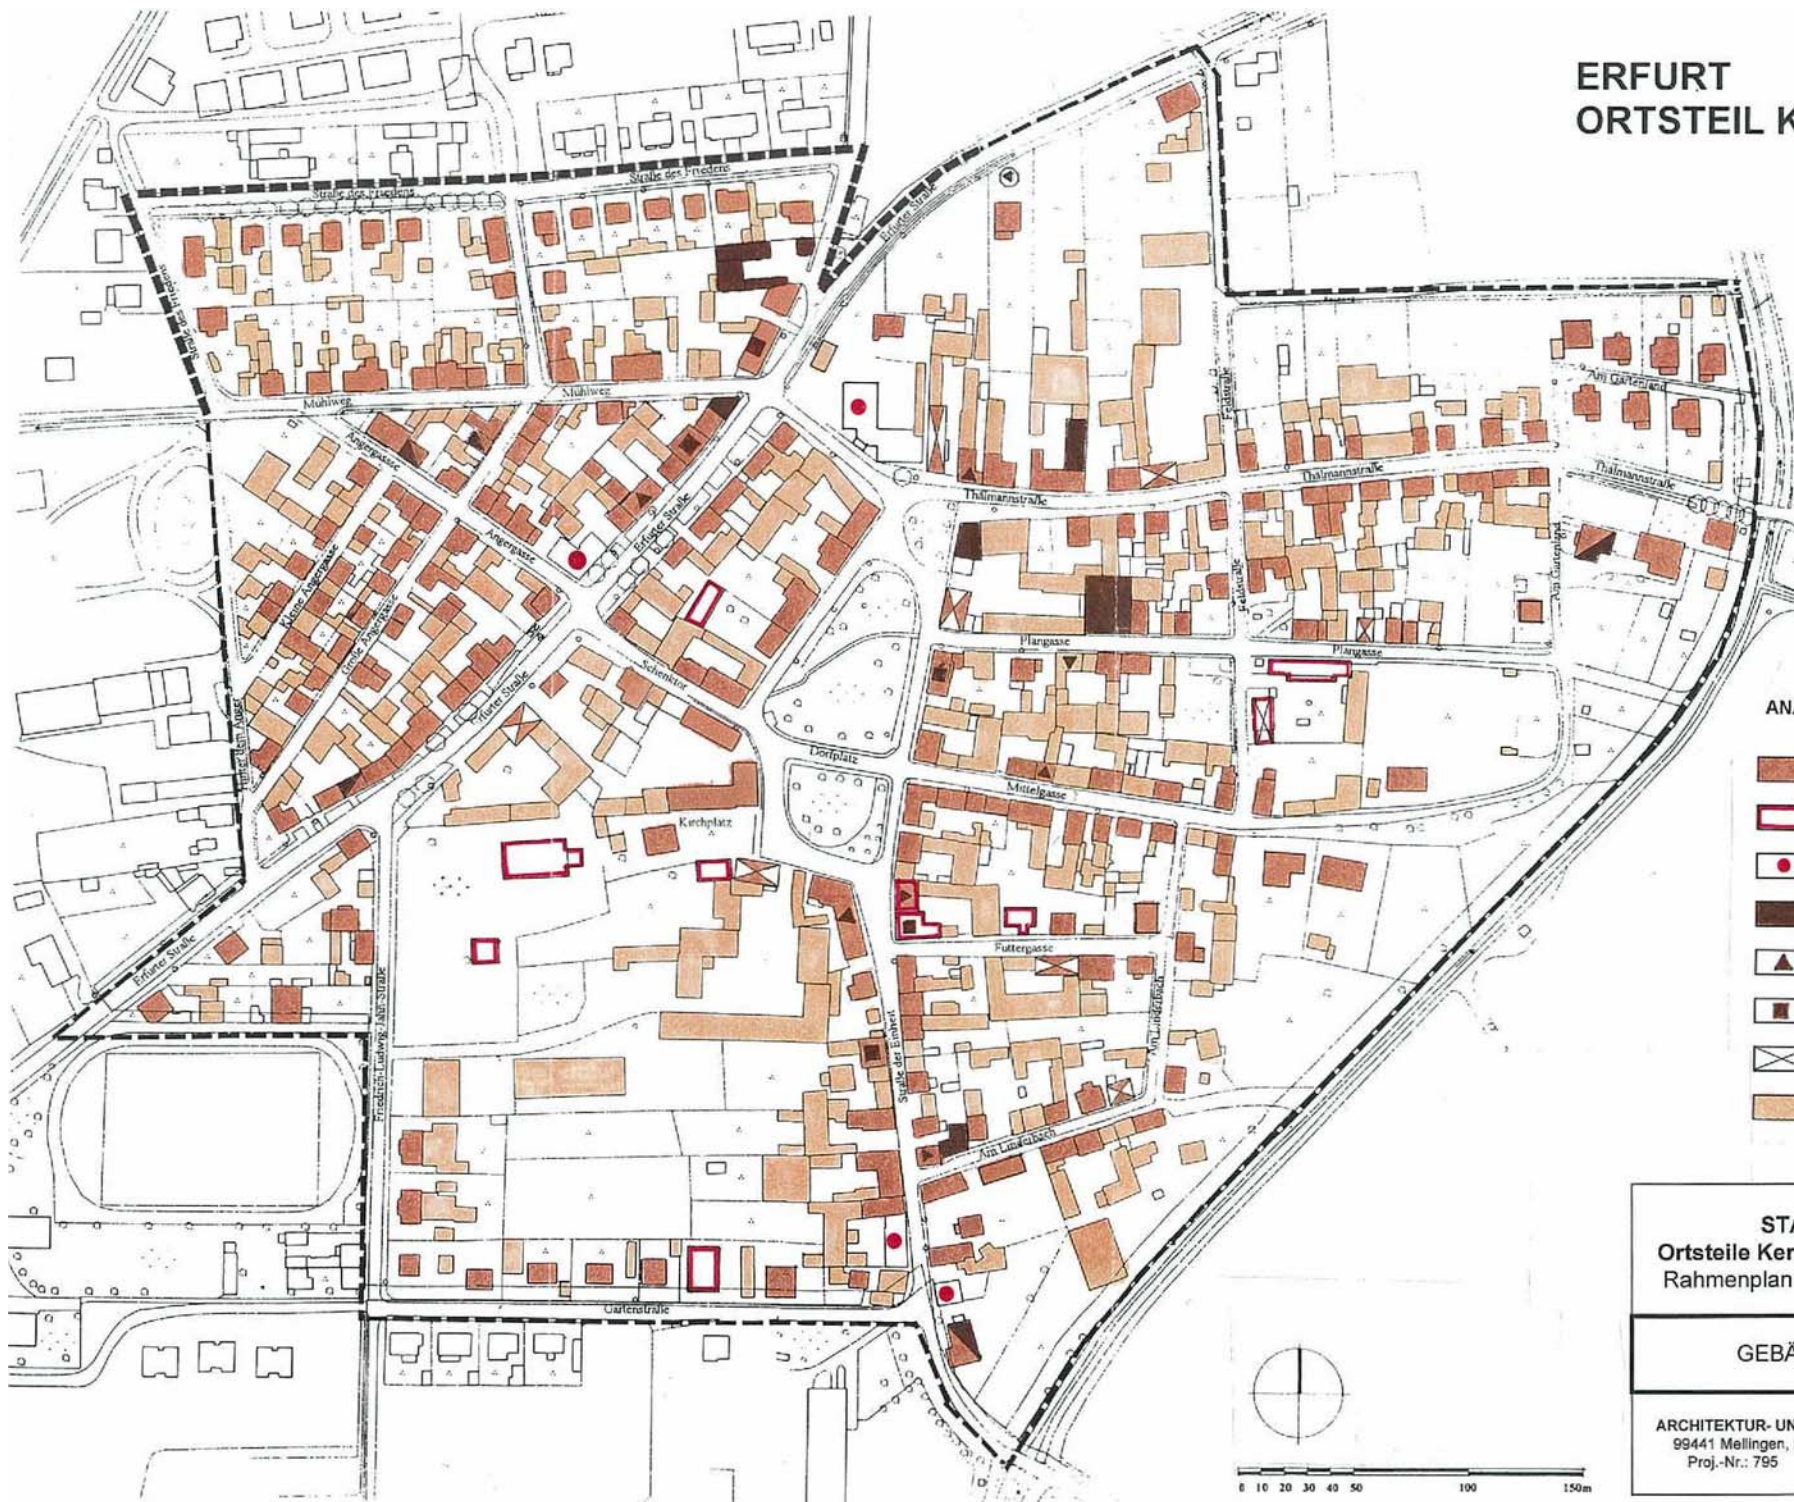 ERFURT
ORTSTEIL K
Straße des Friedens
Straße des Friedens
Straße des Friedens
Erfurter Straße
Mühlweg
Mühlweg
Feldstraße
Am Gartenland
Angergasse
Thälmannstraße
Thälmannstraße
Thälmannstraße
Erfurter Straße
Angergasse
Kleine Angergasse
Große Angergasse
Feldstraße
Am Gartenland
Plangasse
Plangasse
Schenktor
Erfurter Straße
Hinter dem Anger
Dorfplatz
Mittelgasse
Kirchplatz
Erfurter Straße
Futtergasse
Friedrich-Ludwig-Jahn-Straße
Straße der Einheit
Am Linderbach
Am Linderbach
Gartenstraße
AN
STA
Ortsteile Ker
Rahmenplan
GEBÄ
ARCHITEKTUR- UN
99441 Mellingen,
Proj.-Nr.: 795
0 10 20 30 40 50 100 150m